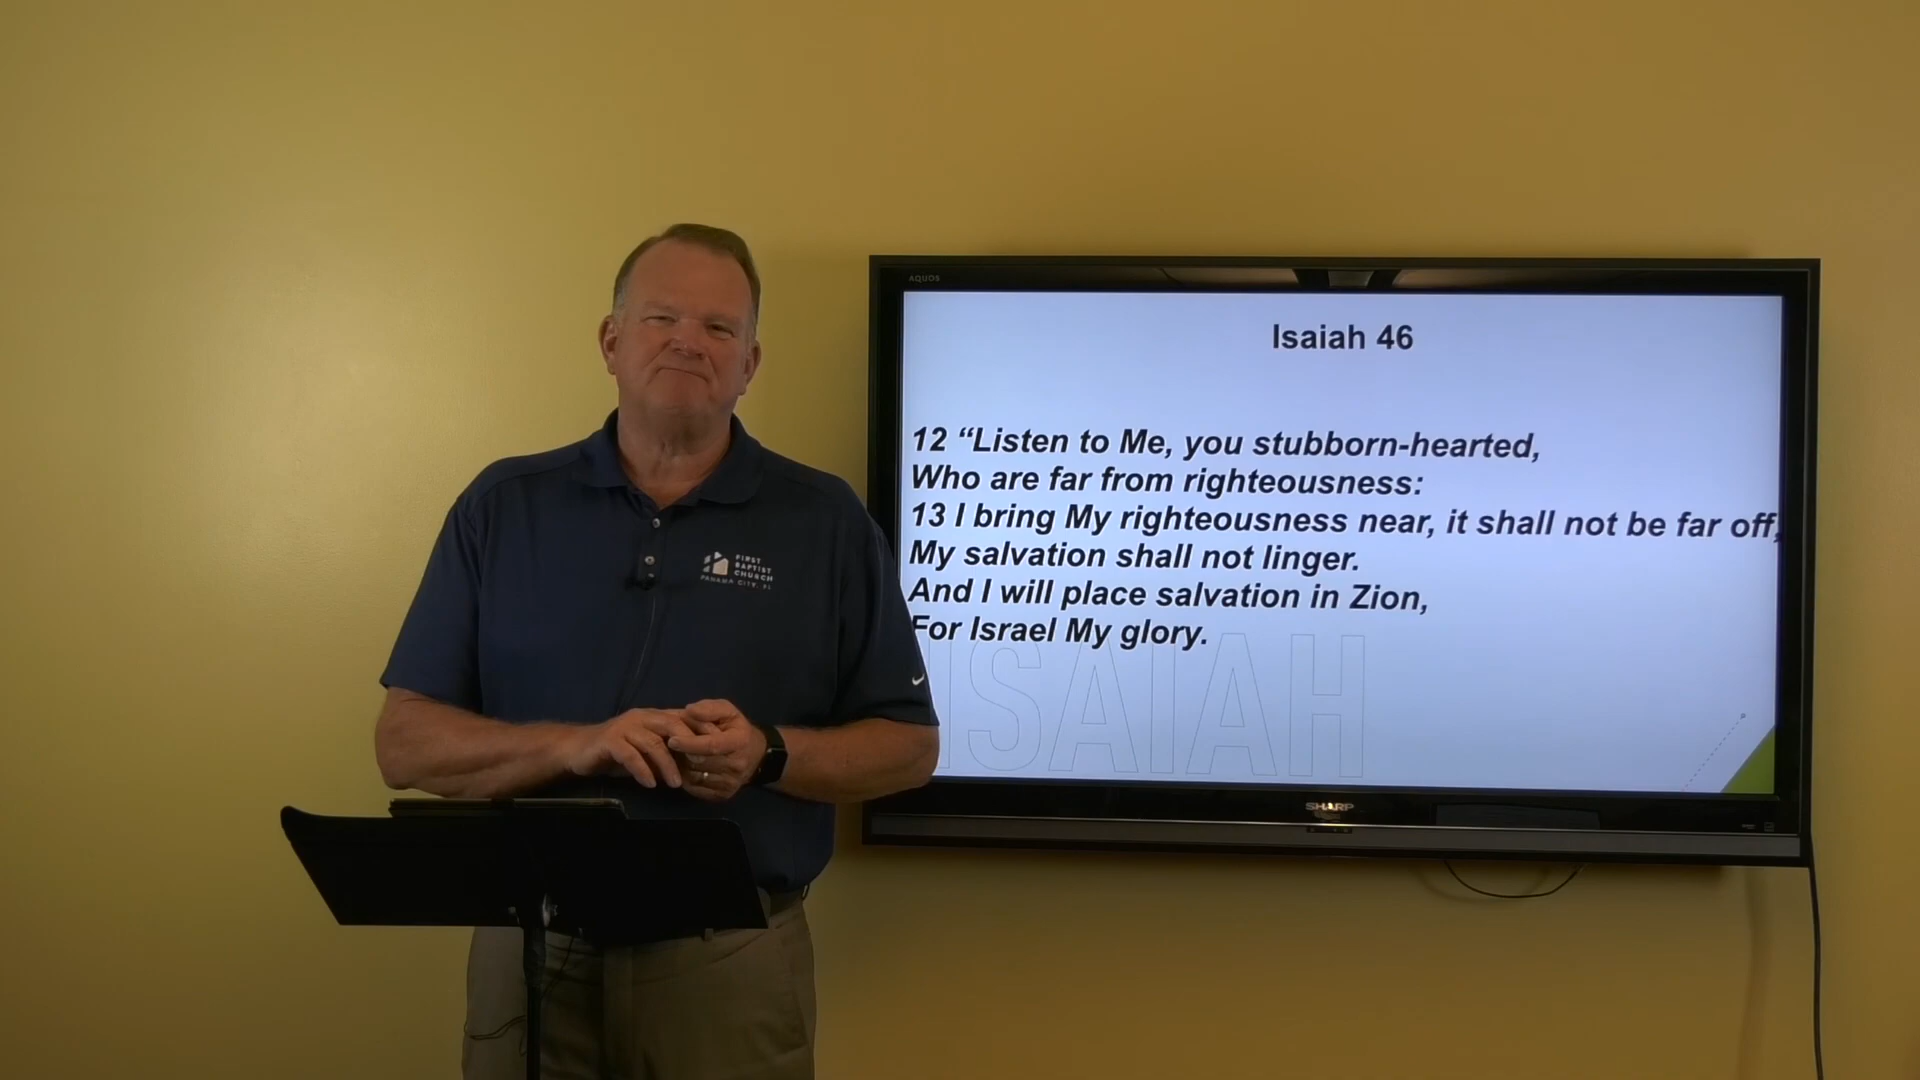 AQUOS
Isaiah 46
12 “Listen to Me, you stubborn-hearted,
Who are far from righteousness:
13 I bring My righteousness near, it shall not be far off,
My salvation shall not linger.
And I will place salvation in Zion,
For Israel My glory.
ISAIAH
SHARP
FIRST
BAPTIST
CHURCH
PANAMA CITY, FL